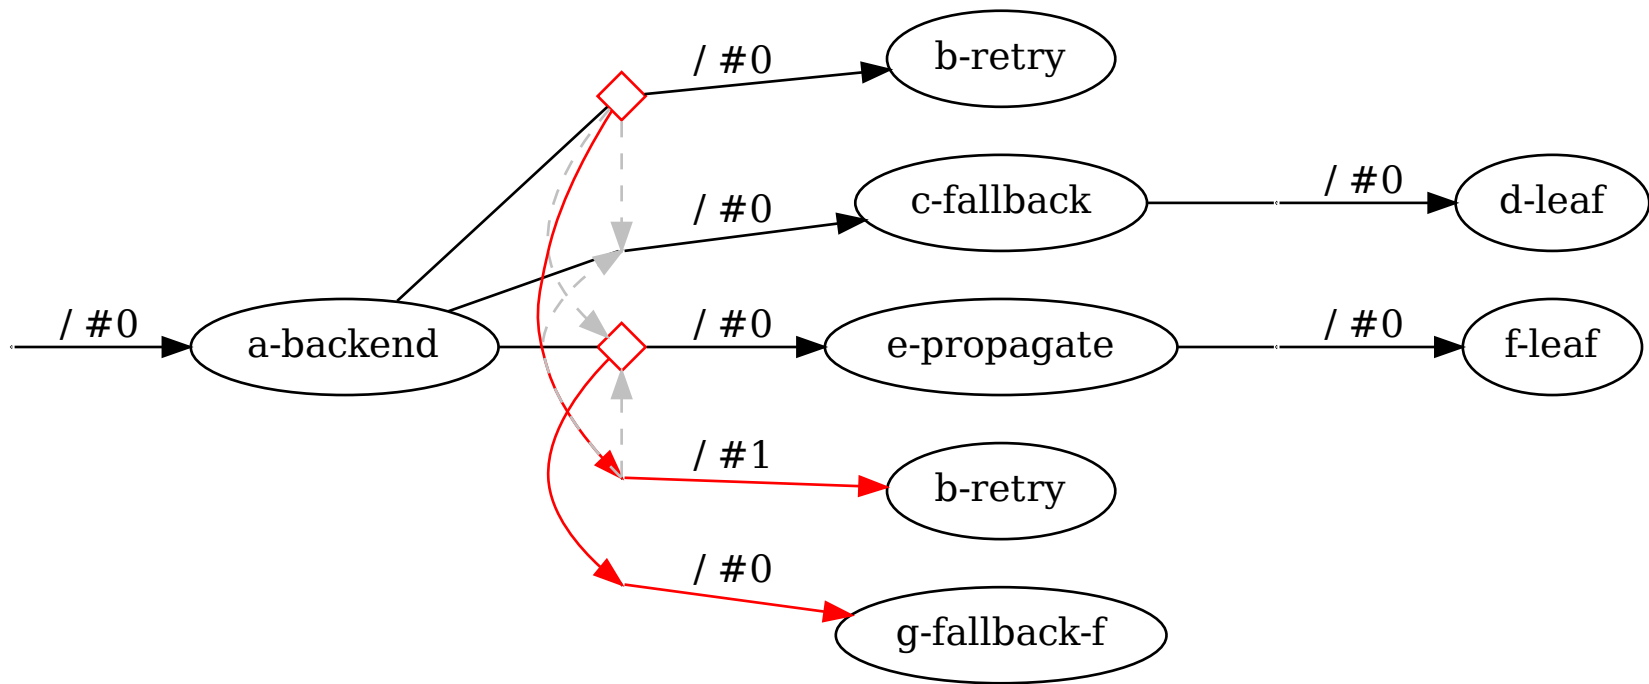 / #0
b-retry
/ #0
c-fallback
/ #0
d-leaf
/ #0
a-backend
/ #0
e-propagate
/ #0
f-leaf
/ #1
b-retry
/ #0
g-fallback-f